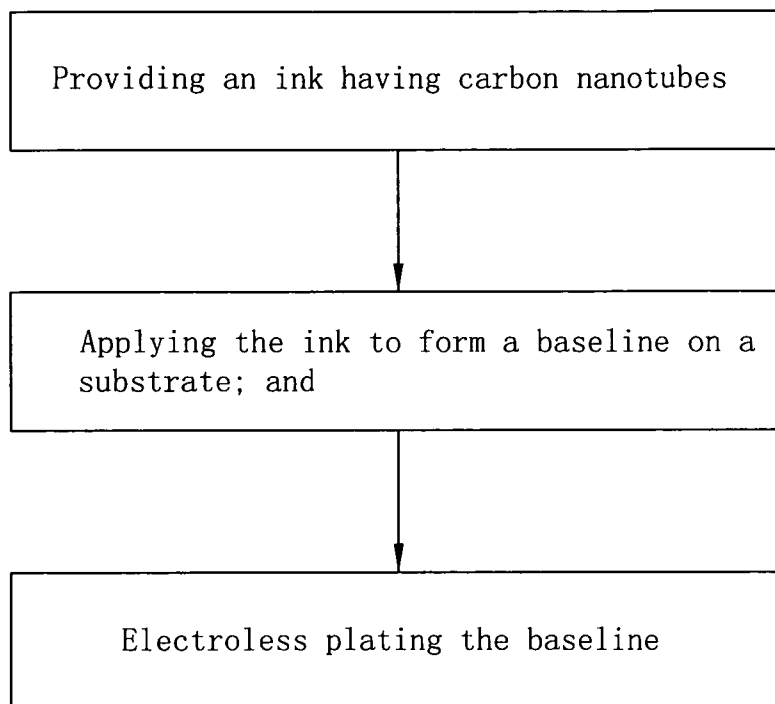 Providing an ink having carbon nanotubes
Applying the ink to form a baseline on a
substrate; and
Electroless plating the baseline